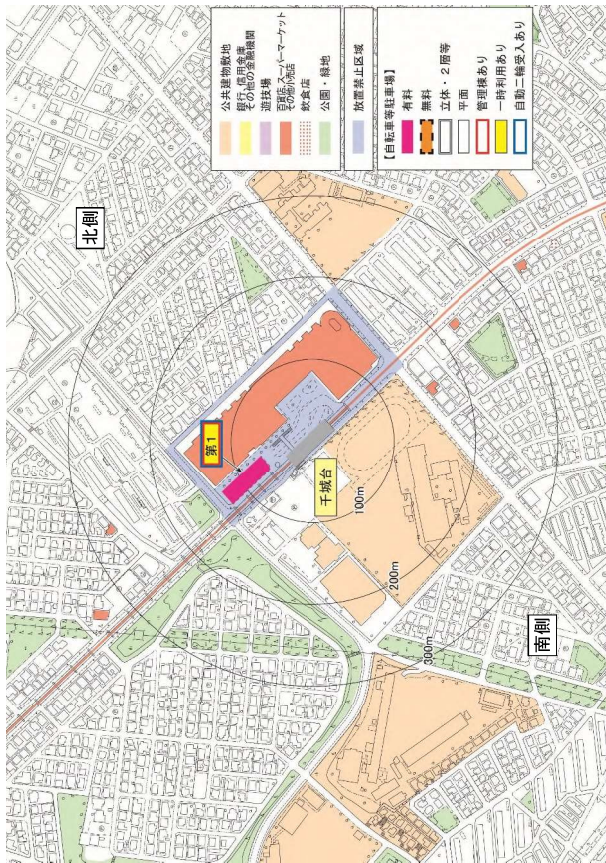 北側
公共建物敷地
銀行・信用金庫
その他の金融機関
遊技場
百貨店・スーパーマーケット
その他小売店
飲食店
公園・緑地
放置禁止区域
【自転車等駐車場】
有料
無料
立体・2層等
平面
管理棟あり
一時利用あり
自動二輪受入あり
第1
千城台
100m
200m
300m
南側